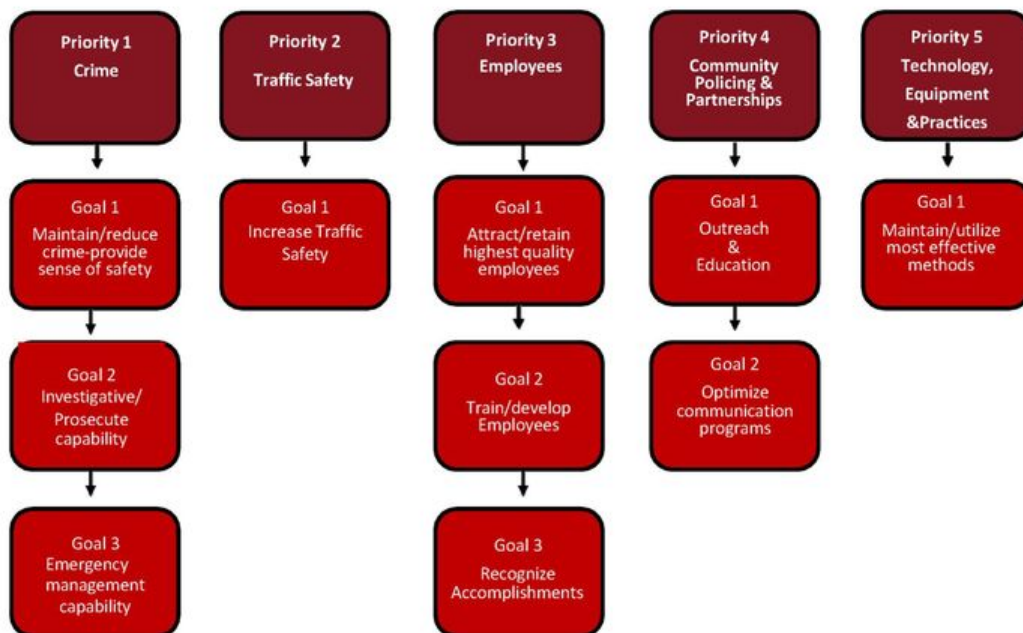 Priority 1
Crime
Priority 2
Traffic Safety
Priority 3
Employees
Priority 4
Community
Policing &
Partnerships
Priority 5
Technology,
Equipment
&Practices
Goal 1
Maintain/reduce
crime-provide
sense of safety
Goal 1
Increase Traffic
Safety
Goal 1
Attract/retain
highest quality
employees
Goal 1
Outreach
&
Education
Goal 1
Maintain/utilize
most effective
methods
Goal 2
Investigative/
Prosecute
capability
Goal 2
Train/develop
Employees
Goal 2
Optimize
communication
programs
Goal 3
Emergency
management
capability
Goal 3
Recognize
Accomplishments